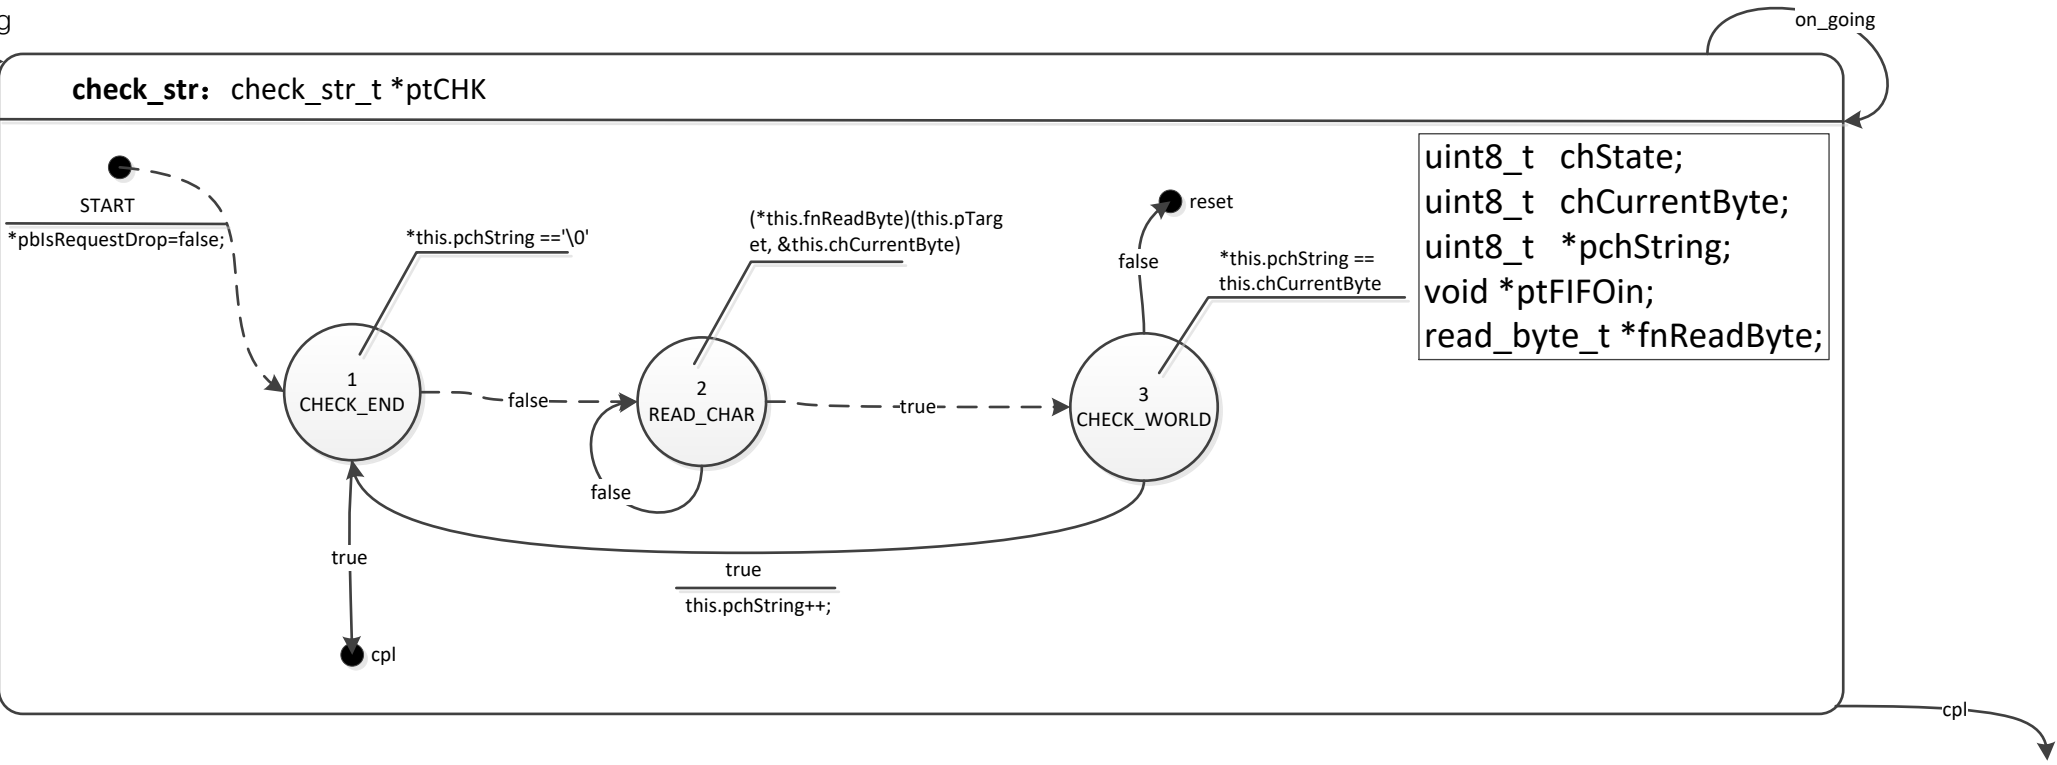 g
on_going
check_str：check_str_t *ptCHK
START
*pbIsRequestDrop=false;
*this.pchString =='\0'
(*this.fnReadByte)(this.pTarg
et, &this.chCurrentByte)
reset
false
*this.pchString ==
this.chCurrentByte
uint8_t chState;
uint8_t chCurrentByte;
uint8_t *pchString;
void *ptFIFOin;
read_byte_t *fnReadByte;
1
CHECK_END
false
2
READ_CHAR
true
3
CHECK_WORLD
false
true
true
this.pchString++;
cpl
cpl